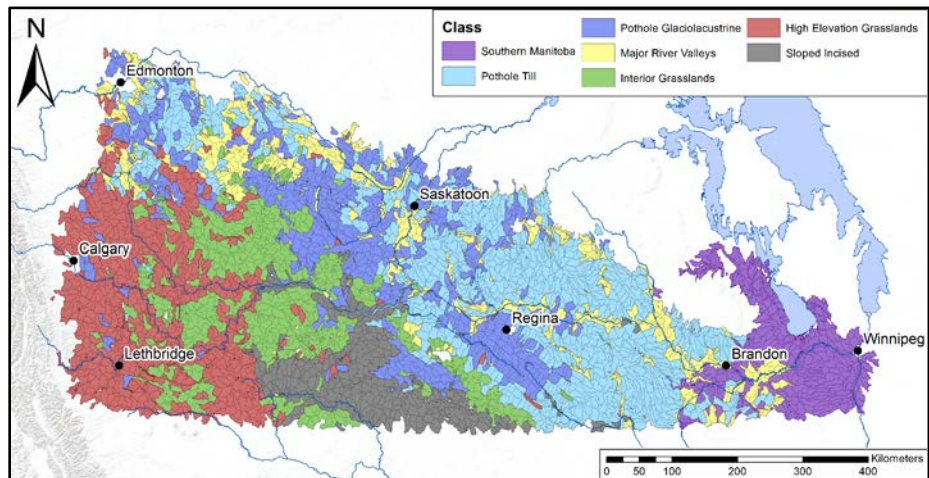 N
Class
Southern Manitoba
Pothole Till
Pothole Glaciolacustrine
Major River Valleys
Interior Grasslands
High Elevation Grasslands
Sloped Incised
Edmonton
Saskatoon
Calgary
Regina
Winnipeg
Lethbridge
Brandon
Kilometers
0 25 50 100 200 300 400